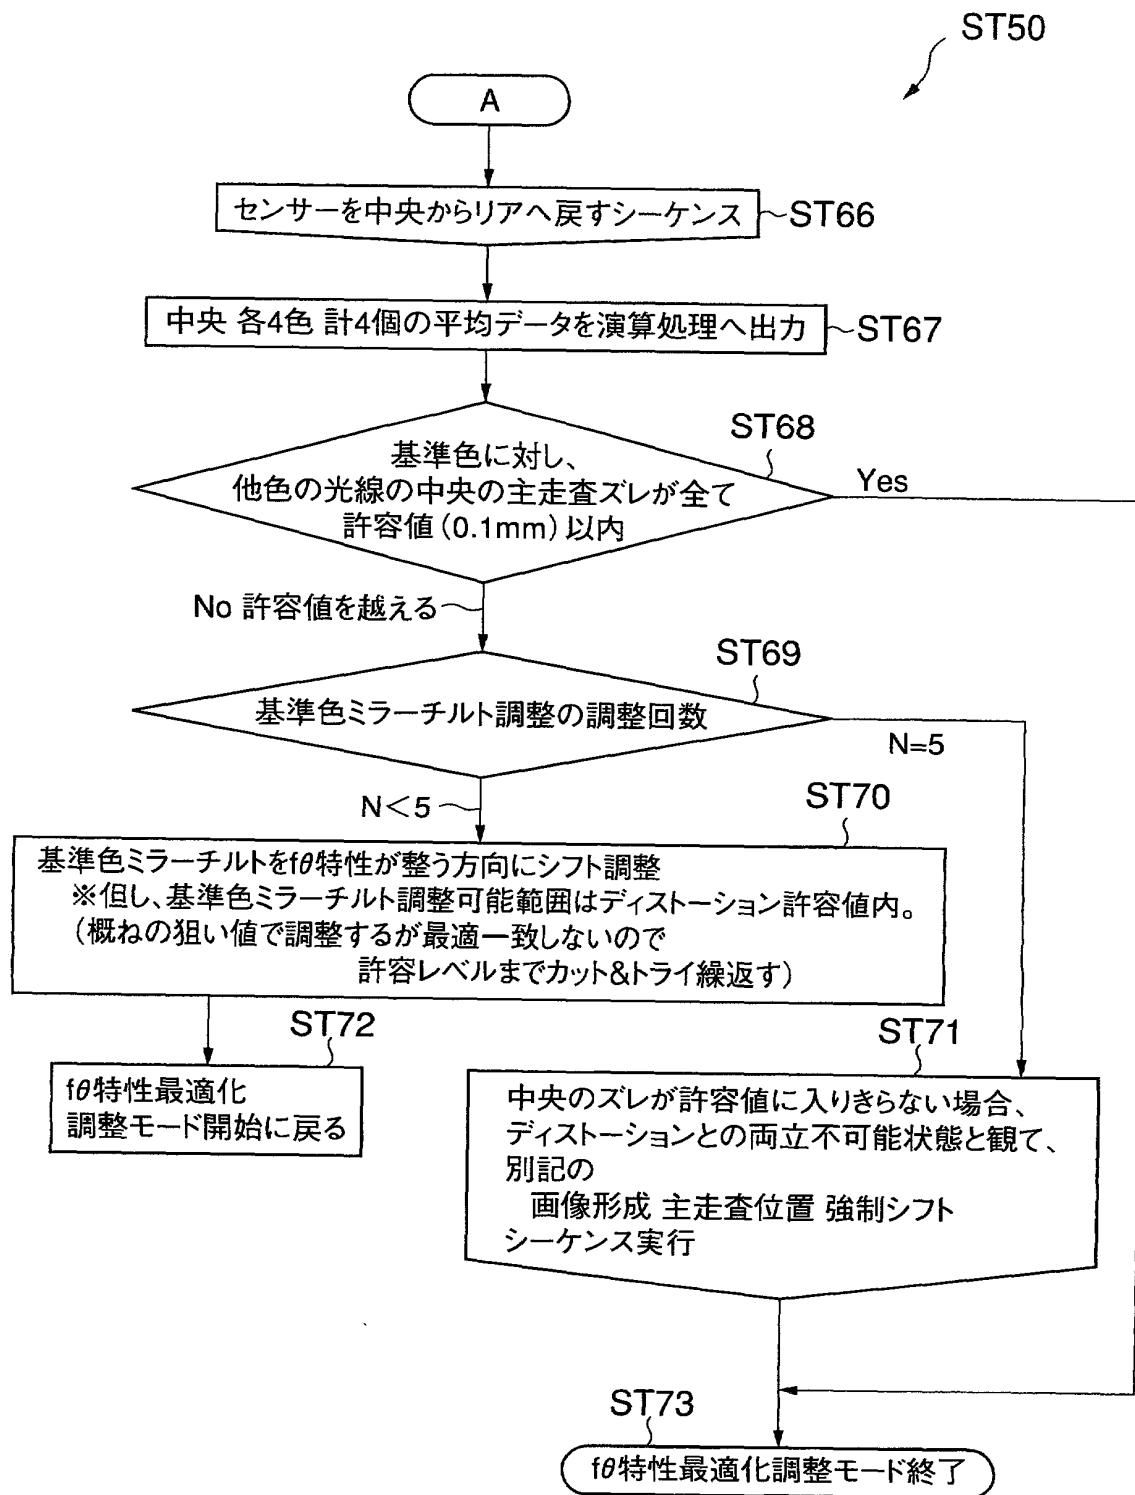 ST50
A
センサーを中央からリアへ戻すシーケンス
ST66
中央 各4色 計4個の平均データを演算処理へ出力
ST67
ST68
基準色に対し、
他色の光線の中央の主走査ズレが全て
許容値(0.1mm)以内
Yes
No 許容値を越える
ST69
基準色ミラーチルト調整の調整回数
N=5
N<5
ST70
基準色ミラーチルトをfθ特性が整う方向にシフト調整
※但し、基準色ミラーチルト調整可能範囲はディストーション許容値内。
(概ねの狙い値で調整するが最適一致しないので
許容レベルまでカット&トライ繰返す)
ST72
fθ特性最適化
調整モード開始に戻る
ST71
中央のズレが許容値に入りきらない場合、
ディストーションとの両立不可能状態と観て、
別記の
画像形成 主走査位置 強制シフト
シーケンス実行
ST73
fθ特性最適化調整モード終了